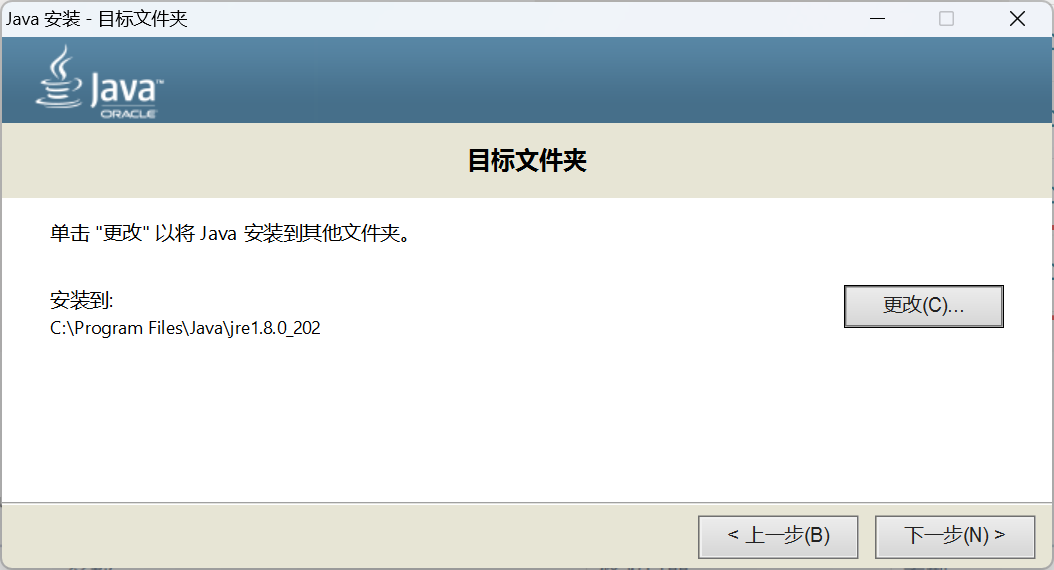 Java 安装 - 目标文件夹
Java™
ORACLE
目标文件夹
单击 "更改" 以将 Java 安装到其他文件夹。
安装到:
更改(C)...
C:\Program Files\Java\jre1.8.0_202
< 上一步(B)
下一步(N) >